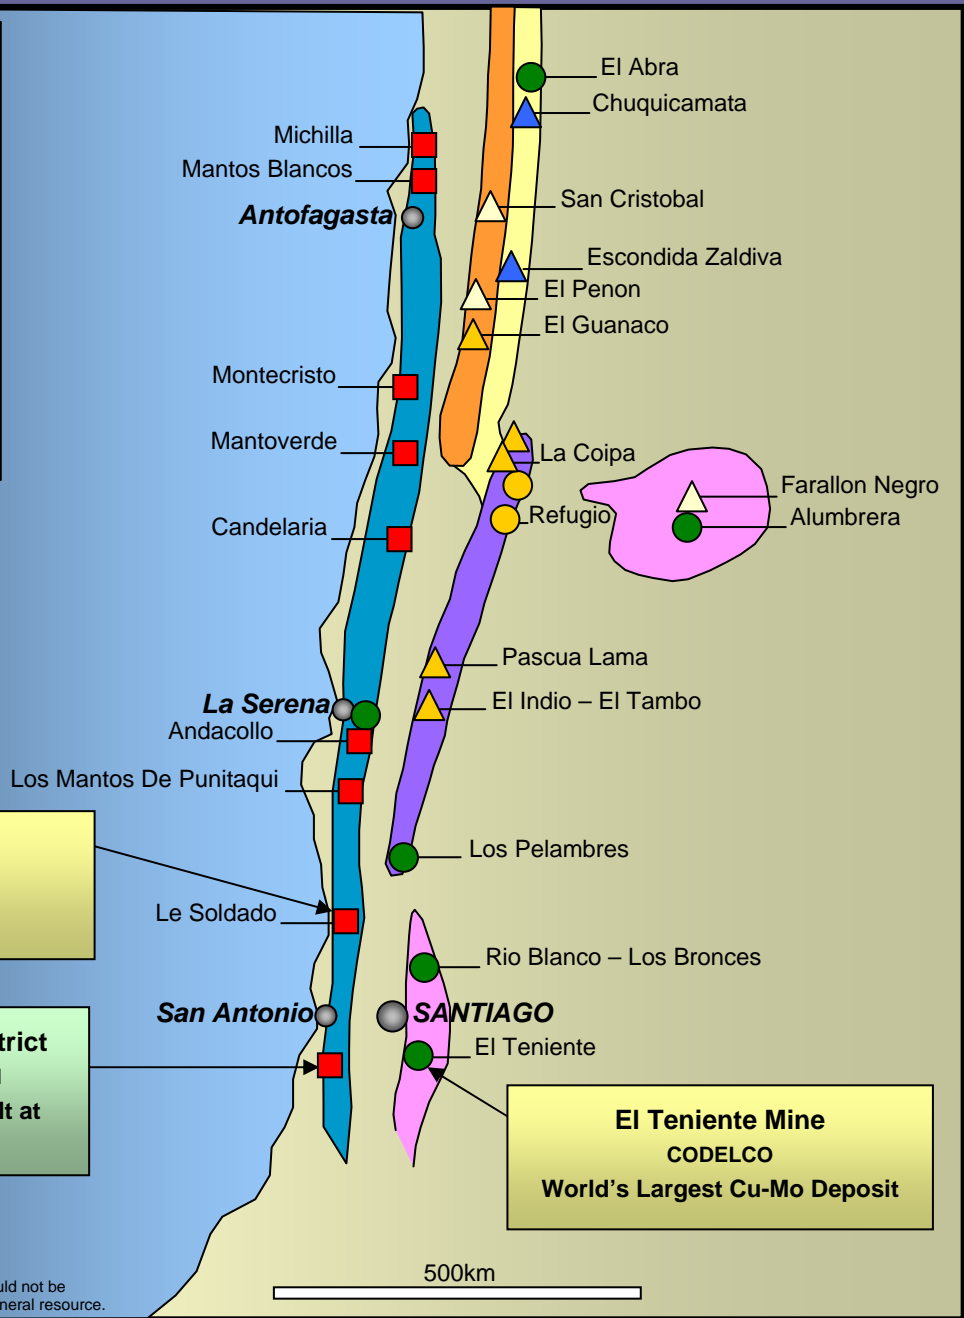 El Abra
Chuquicamata
Michilla
Mantos Blancos
San Cristobal
Antofagasta
Escondida Zaldiva
El Penon
El Guanaco
Montecristo
Mantoverde
La Coipa
Farallon Negro
Refugio
Alumbrera
Candelaria
Pascua Lama
La Serena
El Indio – El Tambo
Andacollo
Los Mantos De Punitaqui
Los Pelambres
Le Soldado
Rio Blanco – Los Bronces
San Antonio
SANTIAGO
El Teniente
trict
lt at
El Teniente Mine
CODELCO
World's Largest Cu-Mo Deposit
500km
uld not be
neral resource.